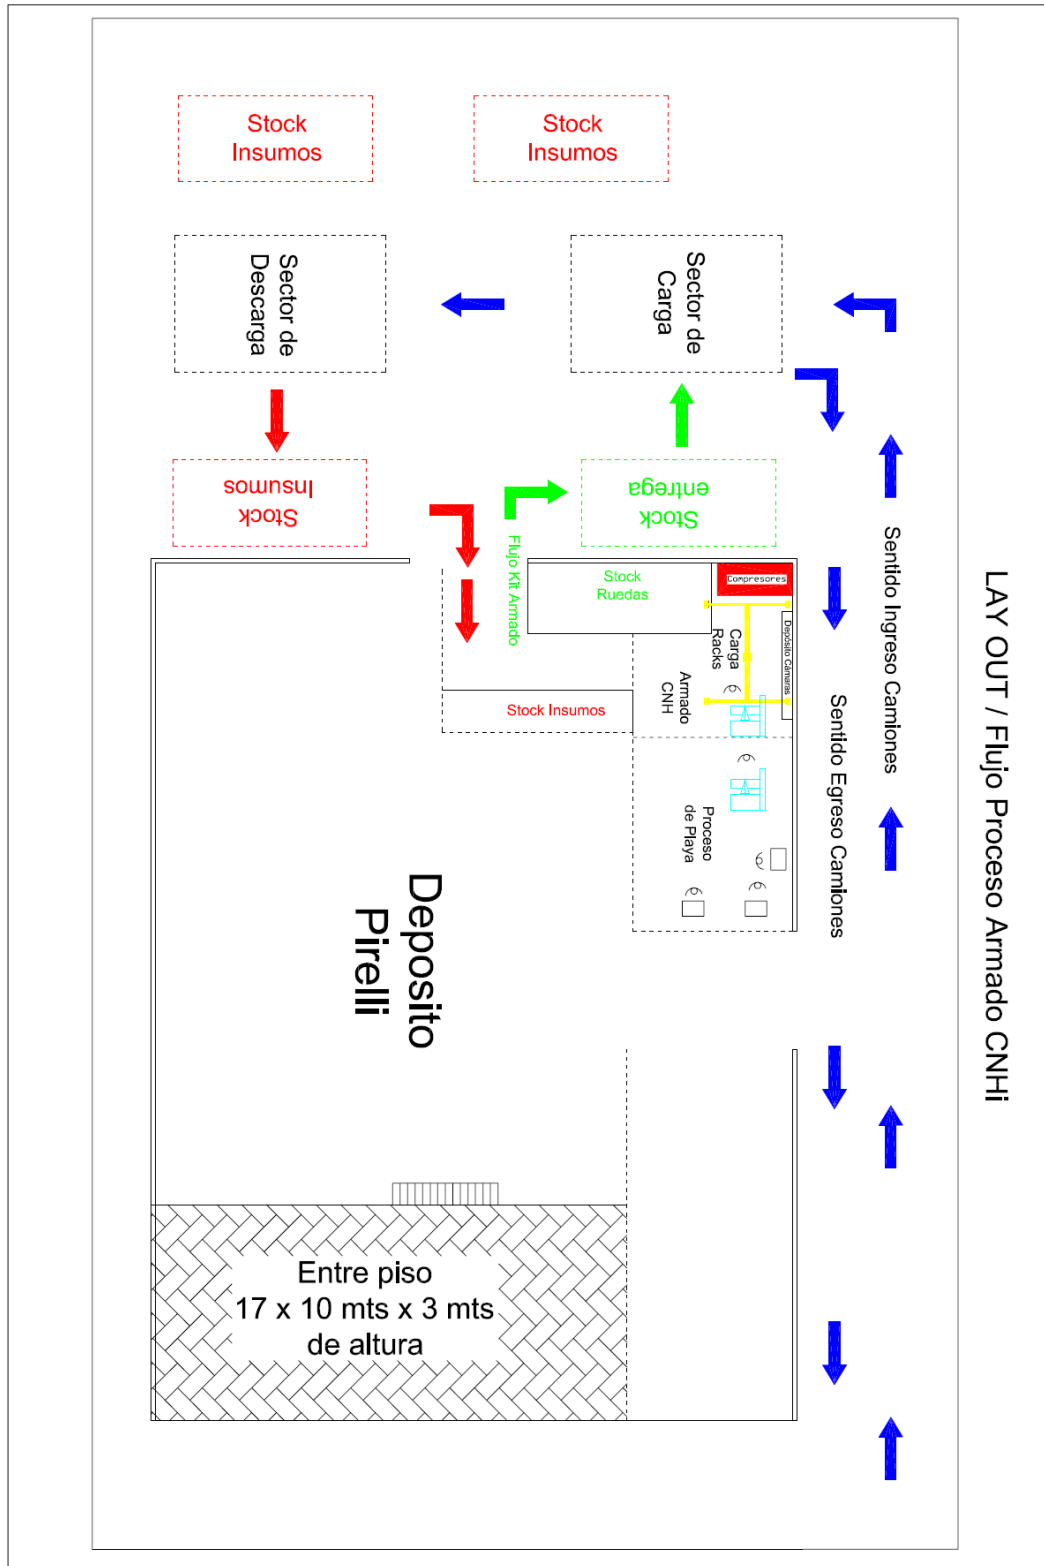 LAY OUT / Flujo Proceso Armado CNHi
Stock
Insumos
Stock
Insumos
Sector de
Descarga
Sector de
Carga
Stock
Insumos
Stock
entrega
Flujo Kit Armado
Stock
Ruedas
Compresores
Depósito Cámaras
Carga
Racks
Armado
CNH
Stock Insumos
Proceso
de Playa
Sentido Ingreso Camiones
Sentido Egreso Camiones
Deposito
Pirelli
Entre piso
17 x 10 mts x 3 mts
de altura